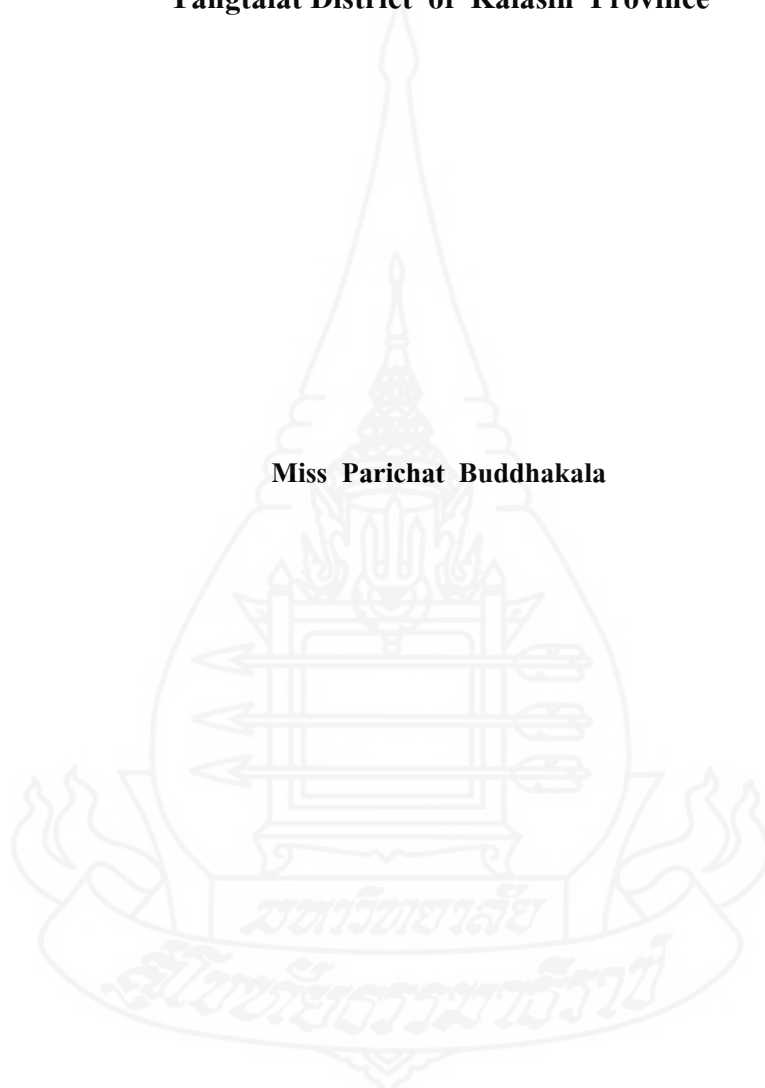 Yangtalat District of Kalasin Province
Miss Parichat Buddhakala
มหาวิทยาลัย
สุโขทัยธรรมาธิราช